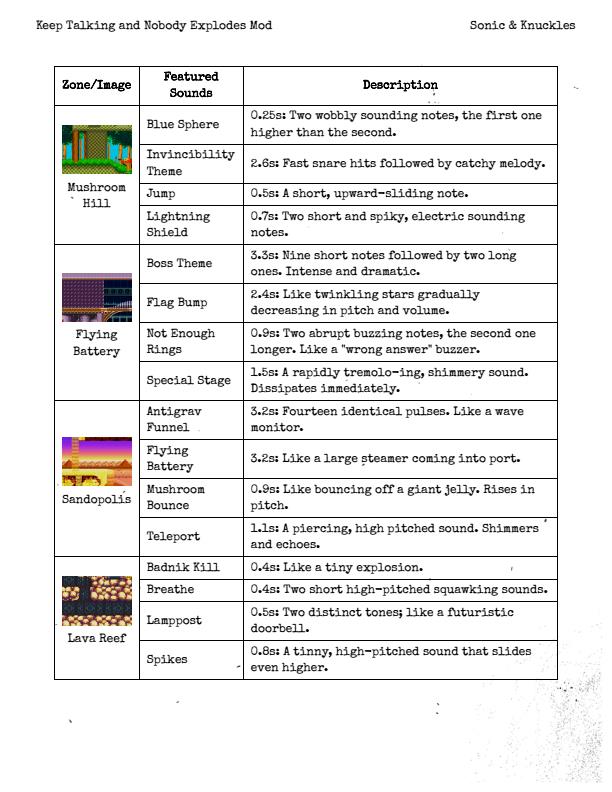 Keep Talking and Nobody Explodes Mod
Sonic & Knuckles
Zone/Image
Featured
Sounds
Description
Mushroom
Hill
Blue Sphere
0.25s: Two wobbly sounding notes, the first one
higher than the second.
Invincibility
Theme
2.6s: Fast snare hits followed by catchy melody.
Jump
0.5s: A short, upward-sliding note.
Lightning
Shield
0.7s: Two short and spiky, electric sounding
notes.
Flying
Battery
Boss Theme
3.3s: Nine short notes followed by two long
ones. Intense and dramatic.
Flag Bump
2.4s: Like twinkling stars gradually
decreasing in pitch and volume.
Not Enough
Rings
0.9s: Two abrupt buzzing notes, the second one
longer. Like a "wrong answer" buzzer.
Special Stage
1.5s: A rapidly tremolo-ing, shimmery sound.
Dissipates immediately.
Sandopolis
Antigrav
Funnel
3.2s: Fourteen identical pulses. Like a wave
monitor.
Flying
Battery
3.2s: Like a large steamer coming into port.
Mushroom
Bounce
0.9s: Like bouncing off a giant jelly. Rises in
pitch.
Teleport
1.1s: A piercing, high pitched sound. Shimmers
and echoes.
Lava Reef
Badnik Kill
0.4s: Like a tiny explosion.
Breathe
0.4s: Two short high-pitched squawking sounds.
Lamppost
0.5s: Two distinct tones; like a futuristic
doorbell.
Spikes
0.8s: A tinny, high-pitched sound that slides
even higher.